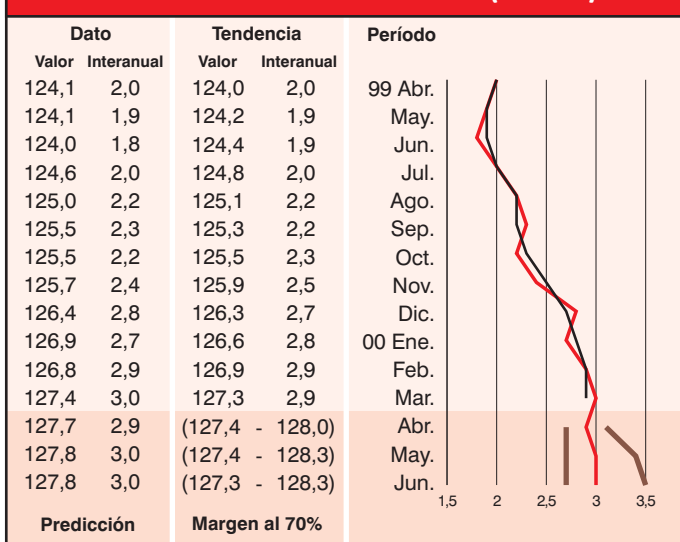 Dato Tendencia Período
Valor Interanual Valor Interanual
124,1 2,0 124,0 2,0 99 Abr.
124,1 1,9 124,2 1,9 May.
124,0 1,8 124,4 1,9 Jun.
124,6 2,0 124,8 2,0 Jul.
125,0 2,2 125,1 2,2 Ago.
125,5 2,3 125,3 2,2 Sep.
125,5 2,2 125,5 2,3 Oct.
125,7 2,4 125,9 2,5 Nov.
126,4 2,8 126,3 2,7 Dic.
126,9 2,7 126,6 2,8 00 Ene.
126,8 2,9 126,9 2,9 Feb.
127,4 3,0 127,3 2,9 Mar.
127,7 2,9 (127,4 - 128,0) Abr.
127,8 3,0 (127,4 - 128,3) May.
127,8 3,0 (127,3 - 128,3) Jun.
1,5 2 2,5 3 3,5
Predicción Margen al 70%